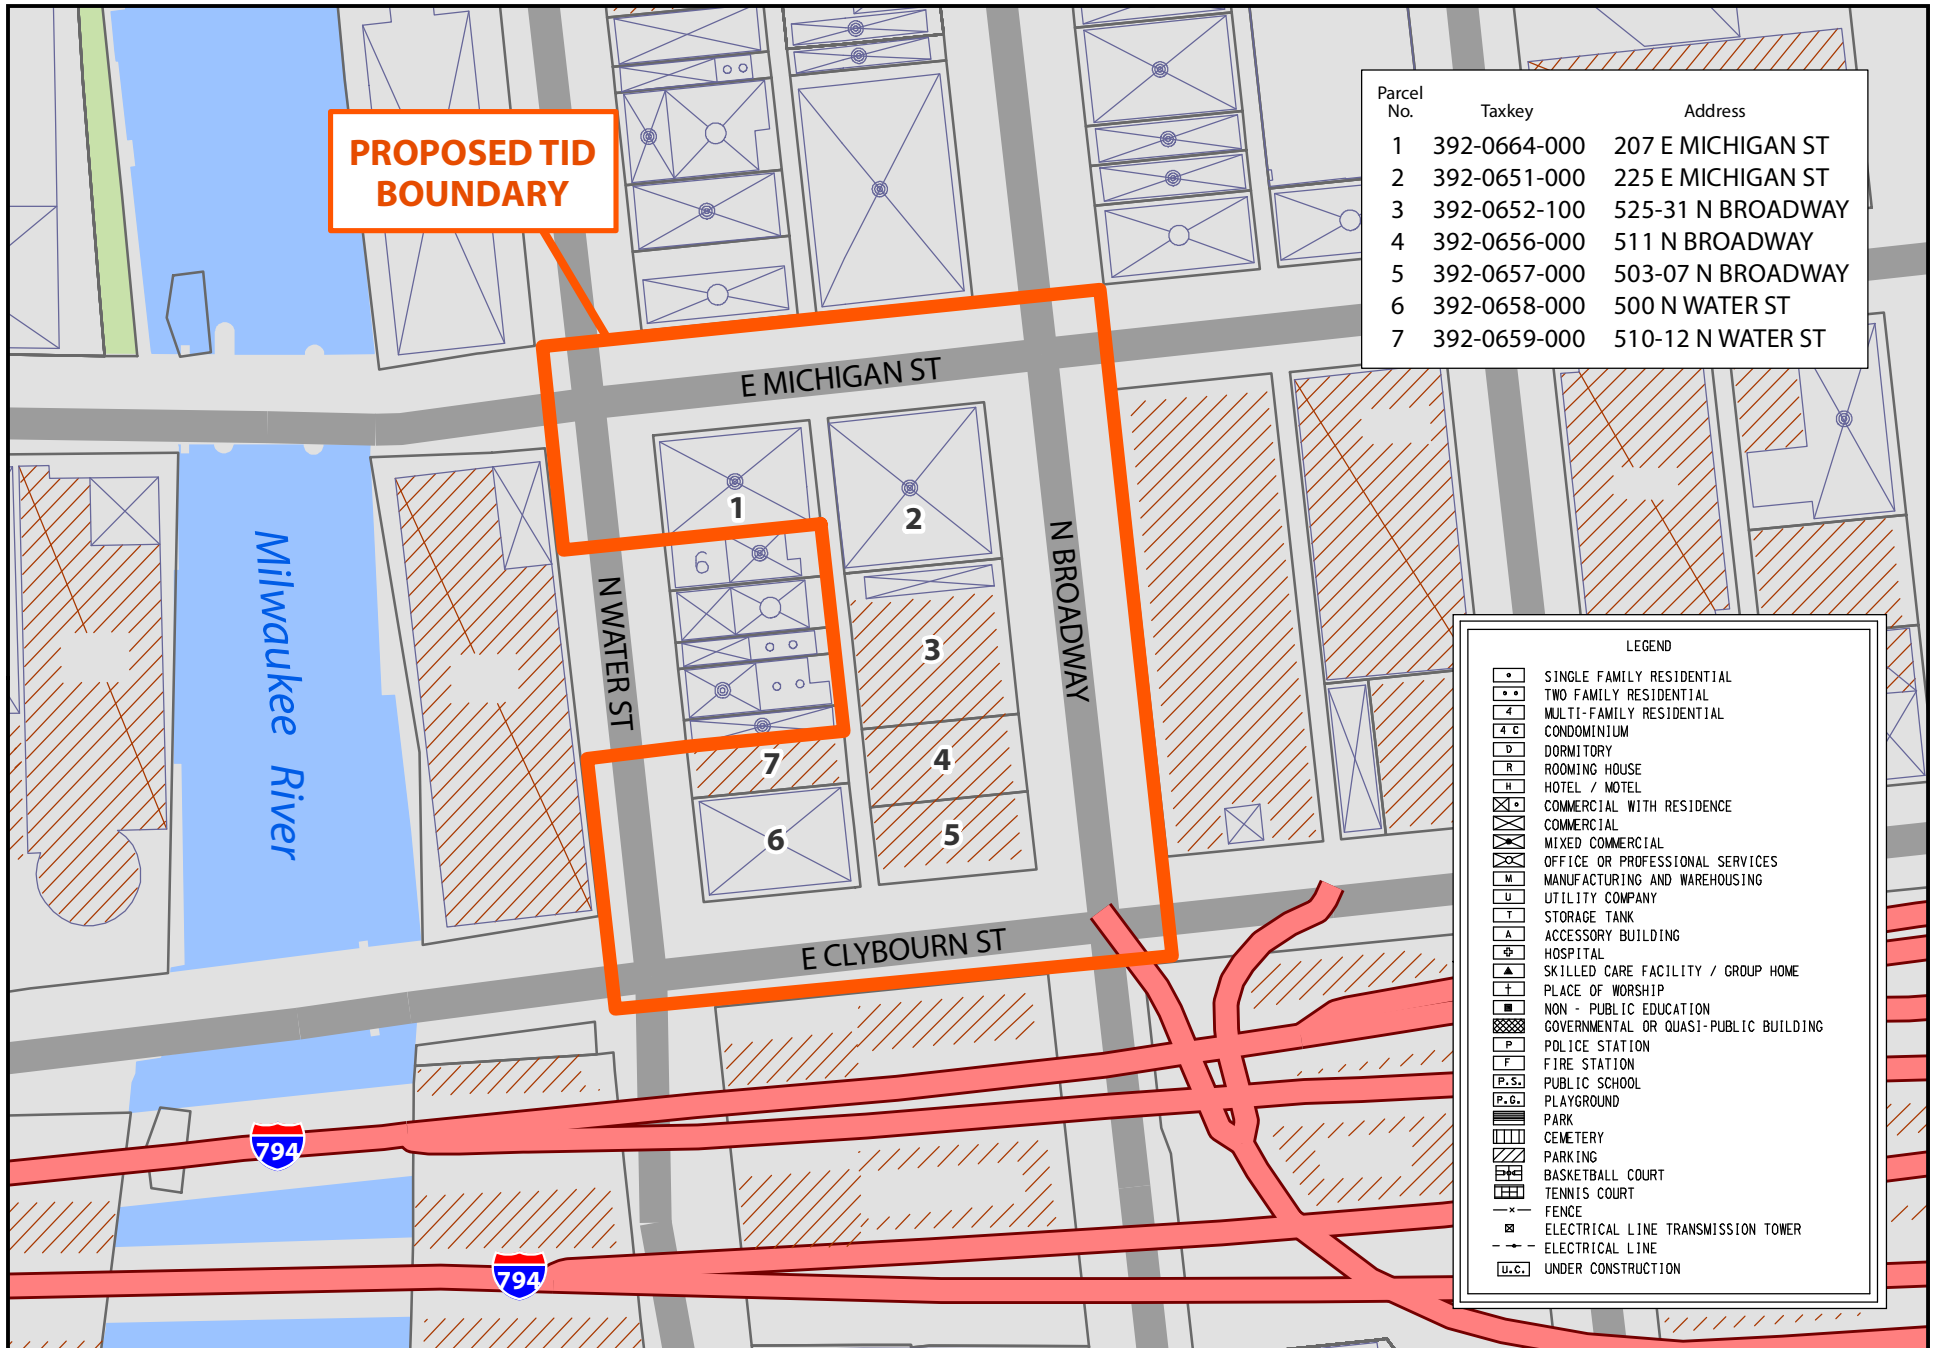 PROPOSED TID
BOUNDARY
Parcel
No. Taxkey Address
1 392-0664-000 207 E MICHIGAN ST
2 392-0651-000 225 E MICHIGAN ST
3 392-0652-100 525-31 N BROADWAY
4 392-0656-000 511 N BROADWAY
5 392-0657-000 503-07 N BROADWAY
6 392-0658-000 500 N WATER ST
7 392-0659-000 510-12 N WATER ST
E MICHIGAN ST
1
2
6
3
7
4
6
5
N WATER ST
N BROADWAY
E CLYBOURN ST
Milwaukee River
794
794
LEGEND
SINGLE FAMILY RESIDENTIAL
TWO FAMILY RESIDENTIAL
4 MULTI-FAMILY RESIDENTIAL
4 C CONDOMINIUM
D DORMITORY
R ROOMING HOUSE
H HOTEL / MOTEL
COMMERCIAL WITH RESIDENCE
COMMERCIAL
MIXED COMMERCIAL
OFFICE OR PROFESSIONAL SERVICES
M MANUFACTURING AND WAREHOUSING
U UTILITY COMPANY
T STORAGE TANK
A ACCESSORY BUILDING
HOSPITAL
SKILLED CARE FACILITY / GROUP HOME
PLACE OF WORSHIP
NON - PUBLIC EDUCATION
GOVERNMENTAL OR QUASI-PUBLIC BUILDING
P POLICE STATION
F FIRE STATION
P.S. PUBLIC SCHOOL
P.G. PLAYGROUND
PARK
CEMETERY
PARKING
BASKETBALL COURT
TENNIS COURT
FENCE
ELECTRICAL LINE TRANSMISSION TOWER
ELECTRICAL LINE
U.C. UNDER CONSTRUCTION